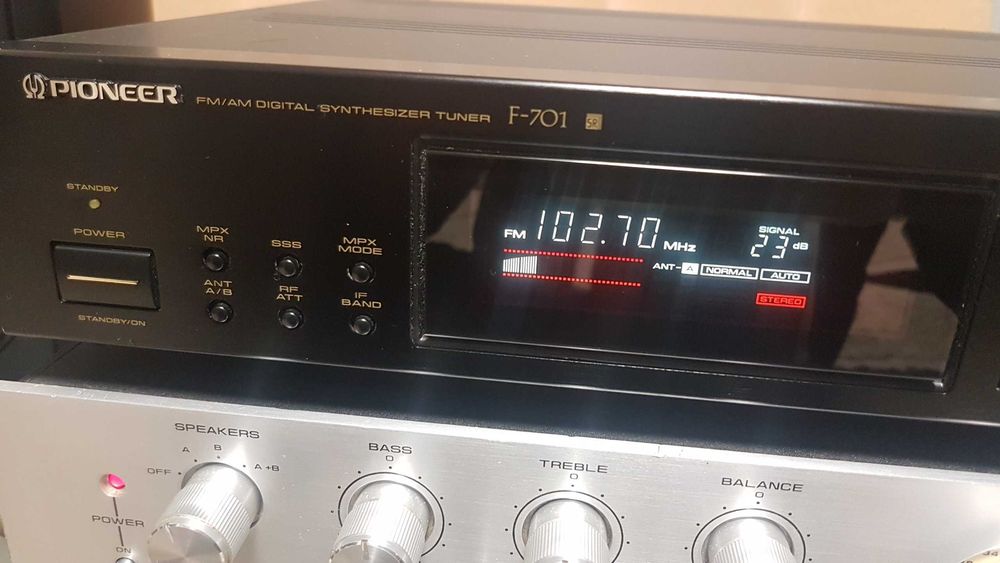 PIONEER FM/AM DIGITAL SYNTHESIZER TUNER F-701 SR
STANDBY
POWER
STANDBY/ON
MPX NR
SSS
MPX MODE
ANT A/B
RF ATT
IF BAND
FM 102.70 MHz
SIGNAL
23 dB
ANT-A NORMAL AUTO
STEREO
SPEAKERS
OFF A B A+B
BASS
0
TREBLE
0
BALANCE
0
POWER
ON